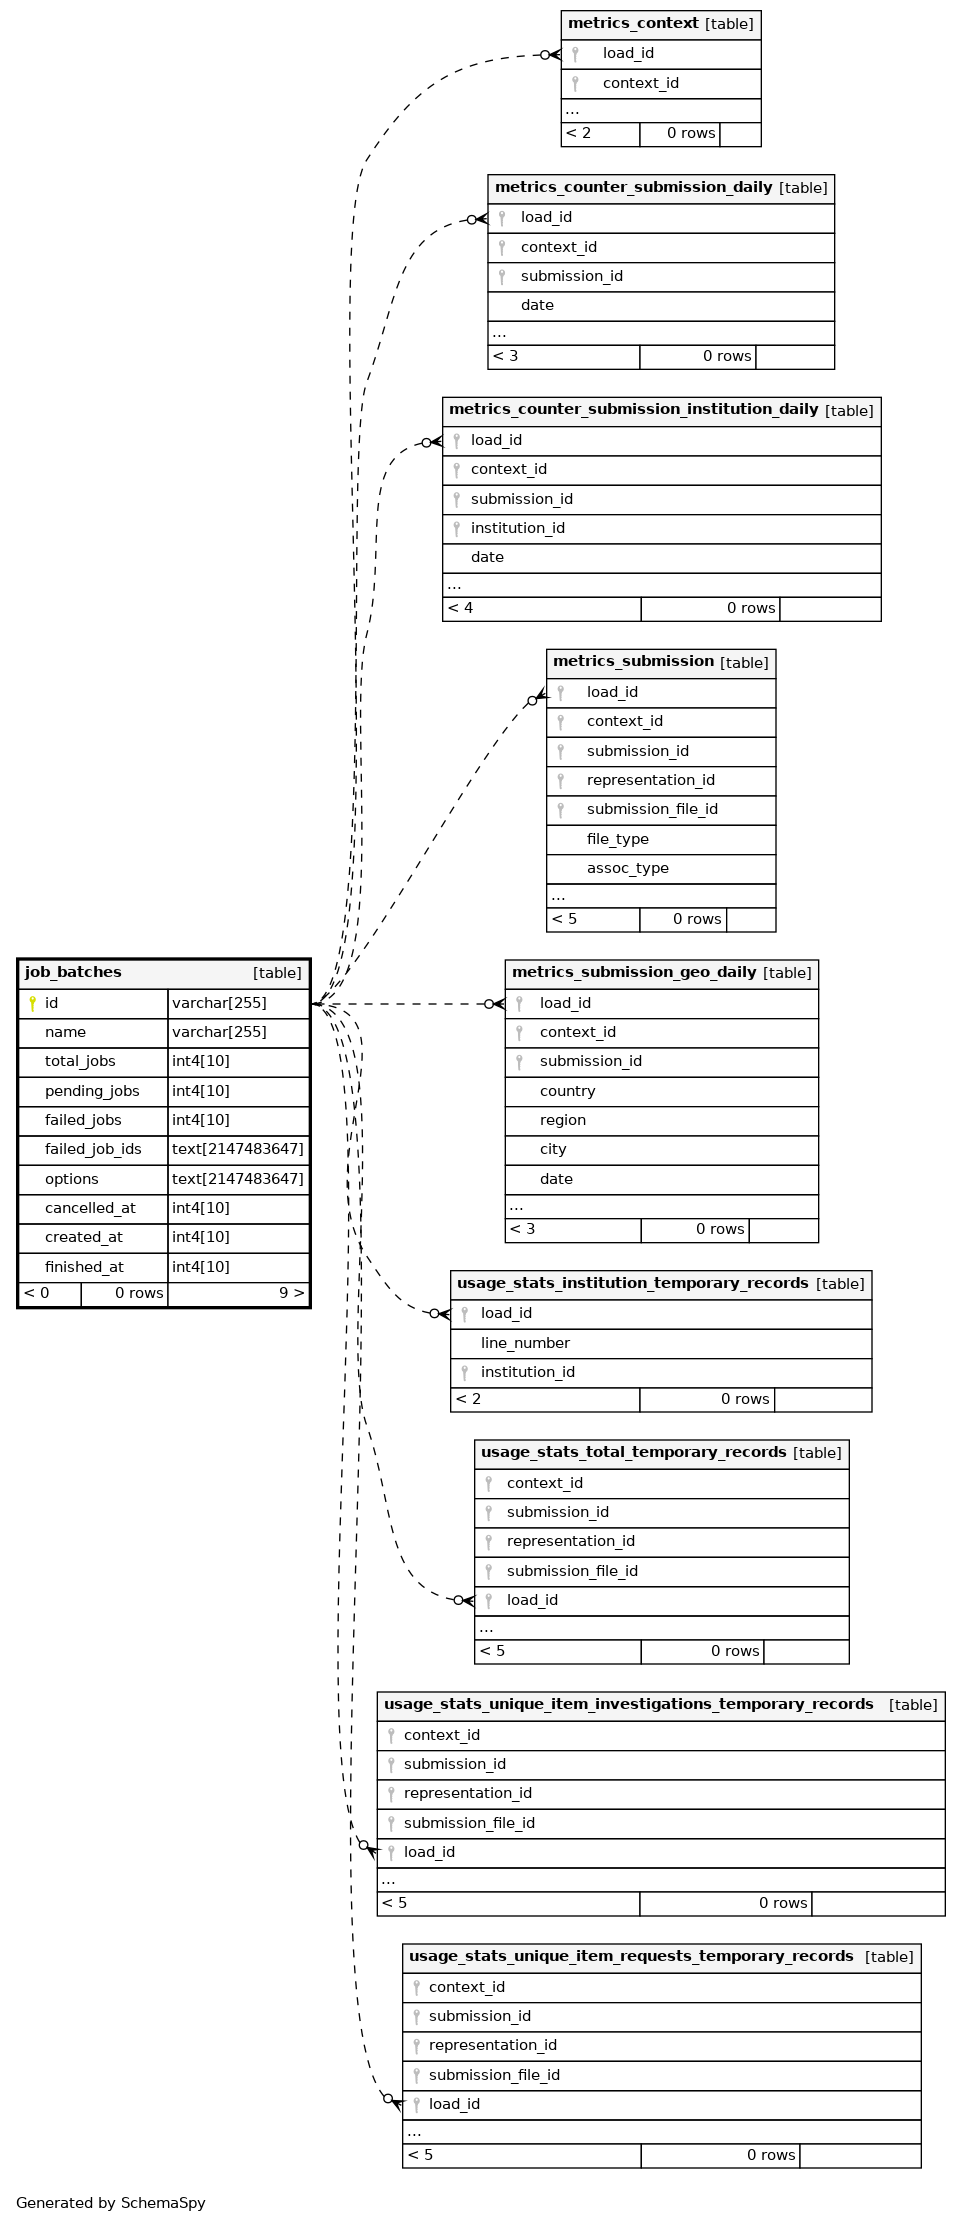 metrics_context [table]
load_id
context_id
...
< 2 0 rows
metrics_counter_submission_daily [table]
load_id
context_id
submission_id
date
...
< 3 0 rows
metrics_counter_submission_institution_daily [table]
load_id
context_id
submission_id
institution_id
date
...
< 4 0 rows
metrics_submission [table]
load_id
context_id
submission_id
representation_id
submission_file_id
file_type
assoc_type
...
< 5 0 rows
job_batches [table]
id varchar[255]
name varchar[255]
total_jobs int4[10]
pending_jobs int4[10]
failed_jobs int4[10]
failed_job_ids text[2147483647]
options text[2147483647]
cancelled_at int4[10]
created_at int4[10]
finished_at int4[10]
< 0 0 rows 9 >
metrics_submission_geo_daily [table]
load_id
context_id
submission_id
country
region
city
date
...
< 3 0 rows
usage_stats_institution_temporary_records [table]
load_id
line_number
institution_id
< 2 0 rows
usage_stats_total_temporary_records [table]
context_id
submission_id
representation_id
submission_file_id
load_id
...
< 5 0 rows
usage_stats_unique_item_investigations_temporary_records [table]
context_id
submission_id
representation_id
submission_file_id
load_id
...
< 5 0 rows
usage_stats_unique_item_requests_temporary_records [table]
context_id
submission_id
representation_id
submission_file_id
load_id
...
< 5 0 rows
Generated by SchemaSpy